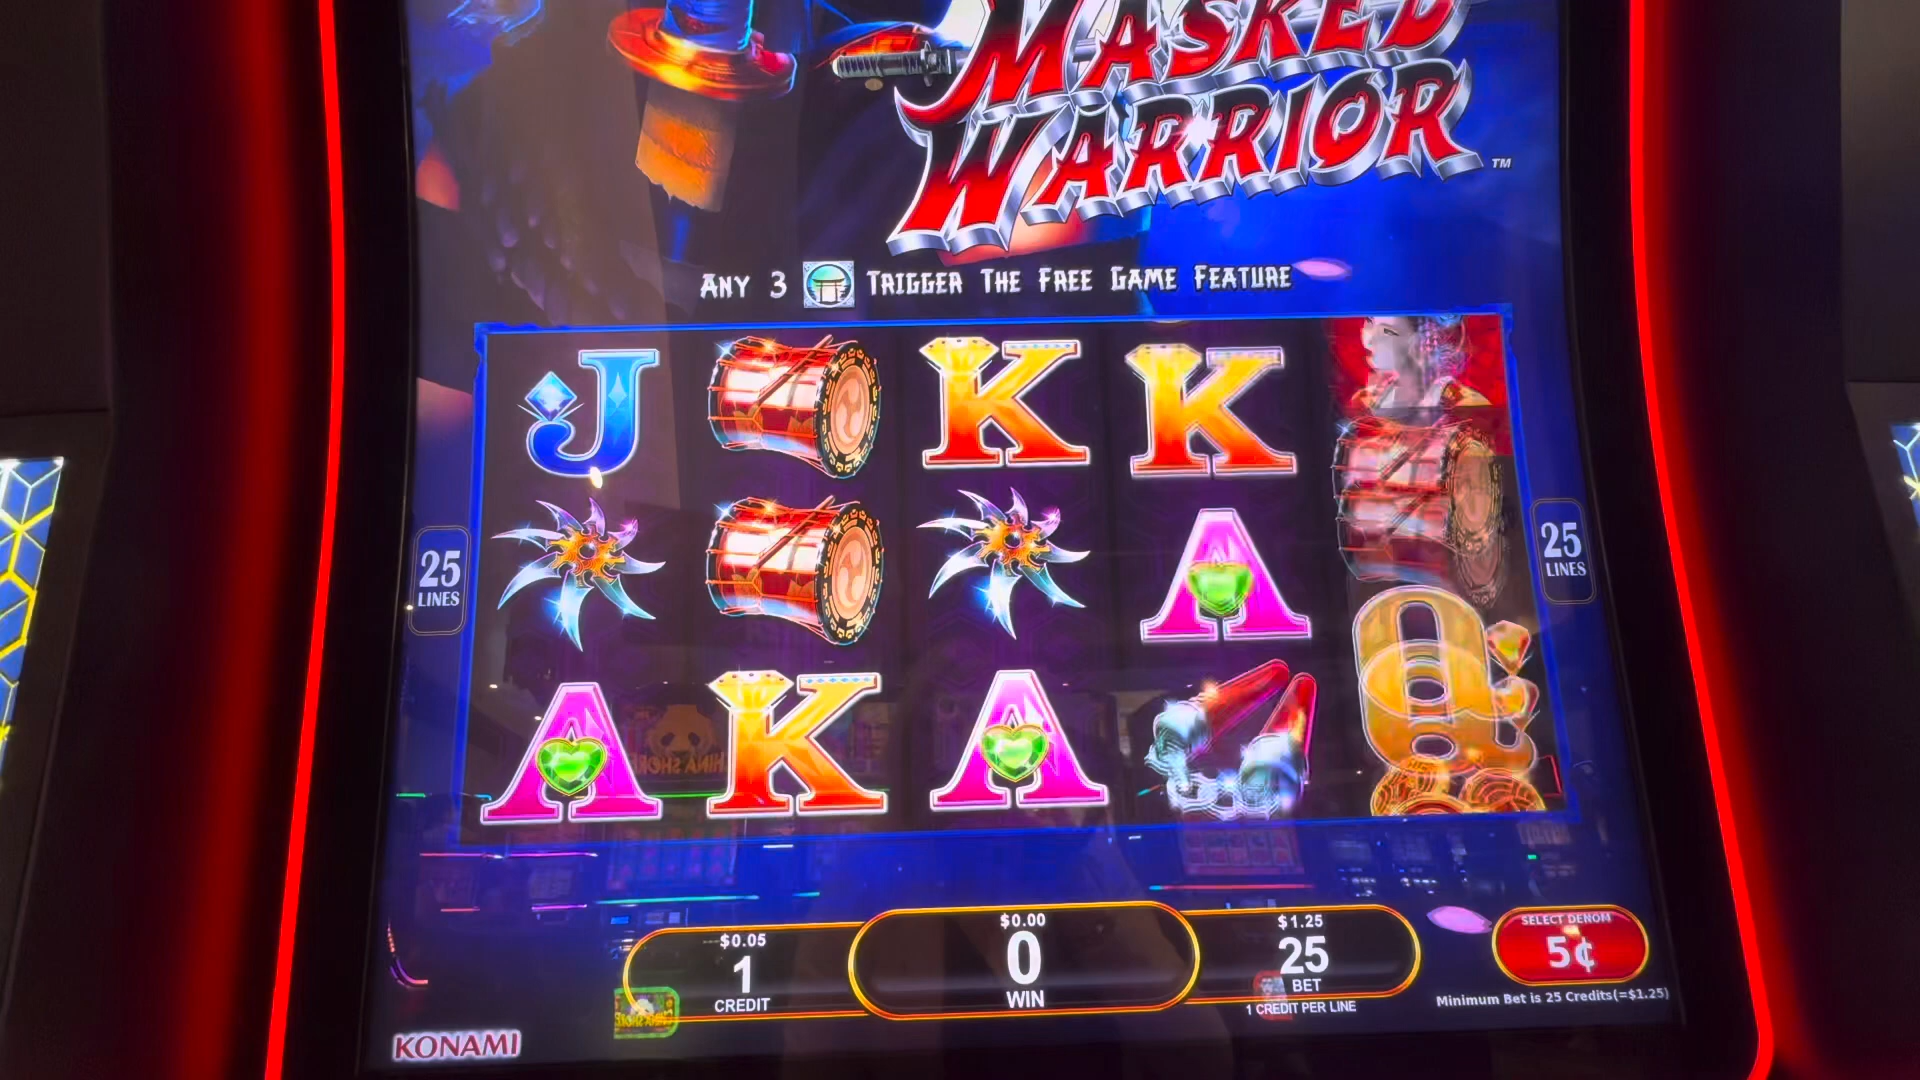 MASKED
WARRIOR™
ANY 3 TRIGGER THE FREE GAME FEATURE
J K K
25 LINES
A
25 LINES
A K A Q
$0.05
1
CREDIT
$0.00
0
WIN
$1.25
25
BET
1 CREDIT PER LINE
SELECT DENOM
5¢
Minimum Bet is 25 Credits(=$1.25)
KONAMI